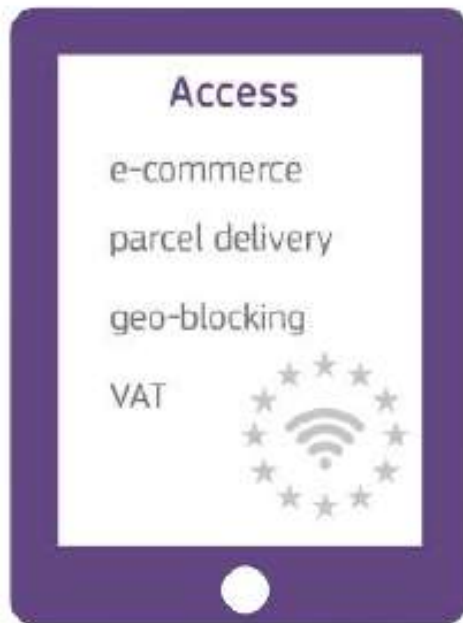 Access
e-commerce
parcel delivery
geo-blocking
VAT